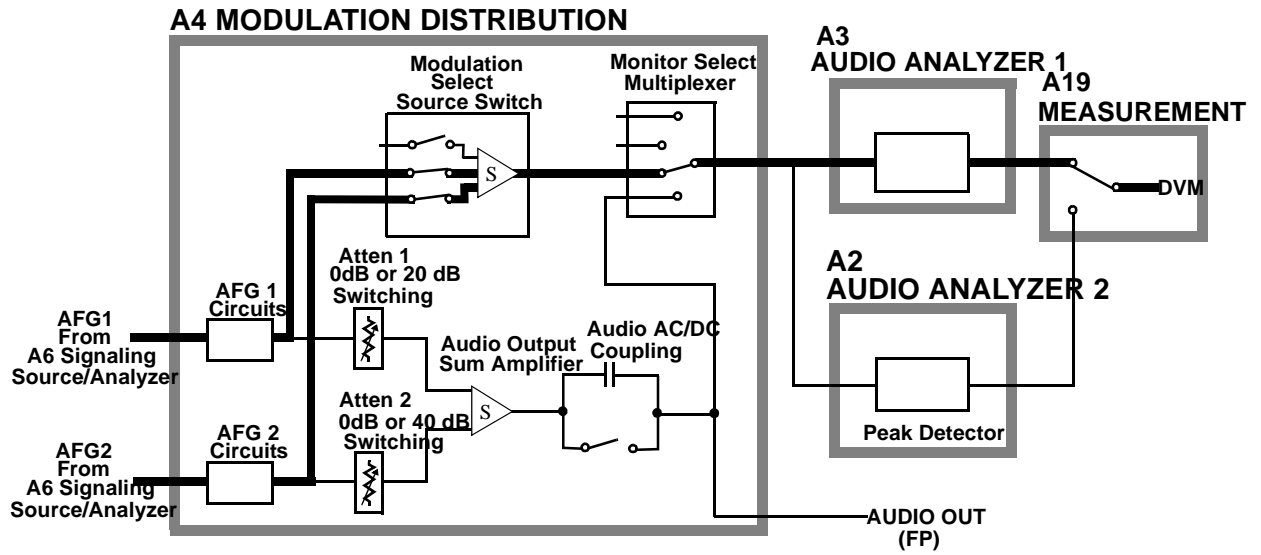 A4 MODULATION DISTRIBUTION
A3
AUDIO ANALYZER 1
A19
MEASUREMENT
Modulation
Select
Source Switch
Monitor Select
Multiplexer
S
DVM
Atten 1
0dB or 20 dB
Switching
A2
AUDIO ANALYZER 2
AFG 1
Circuits
AFG1
From
A6 Signaling
Source/Analyzer
Audio Output
Sum Amplifier
Audio AC/DC
Coupling
Atten 2
0dB or 40 dB
Switching
S
Peak Detector
AFG 2
Circuits
AFG2
From
A6 Signaling
Source/Analyzer
AUDIO OUT
(FP)